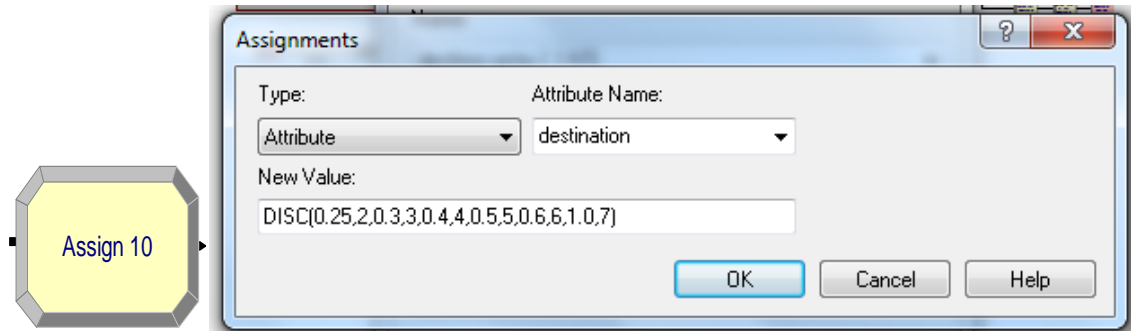 Assignments
?
x
Type:
Attribute Name:
Attribute
destination
New Value:
DISC(0.25,2,0.3,3,0.4,4,0.5,5,0.6,6,1.0,7)
OK
Cancel
Help
Assign 10